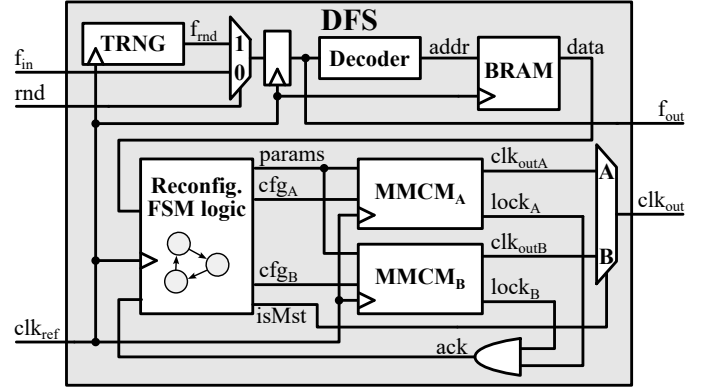 DFS
TRNG
f_rnd
1
0
f_in
rnd
Decoder
addr
BRAM
data
f_out
Reconfig.
FSM logic
params
cfg_A
cfg_B
isMst
MMCM_A
clk_outA
lock_A
MMCM_B
clk_outB
lock_B
A
B
clk_out
clk_ref
ack